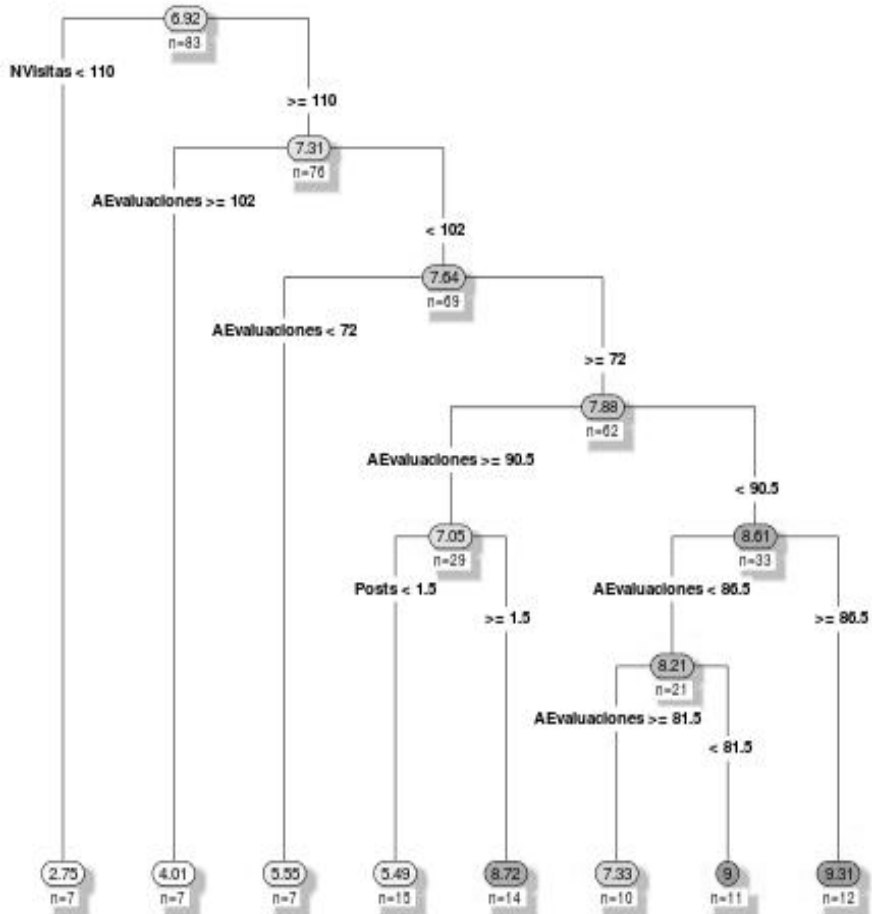 6.92
n=83
NVisitas < 110
>= 110
7.31
n=76
AEvaluaciones >= 102
< 102
7.64
n=69
AEvaluaciones < 72
>= 72
7.88
n=62
AEvaluaciones >= 90.5
< 90.5
7.05
n=29
8.61
n=33
Posts < 1.5
>= 1.5
AEvaluaciones < 86.5
>= 86.5
8.21
n=21
AEvaluaciones >= 81.5
< 81.5
2.75
n=7
4.01
n=7
5.55
n=7
5.49
n=15
8.72
n=14
7.33
n=10
9
n=11
9.31
n=12